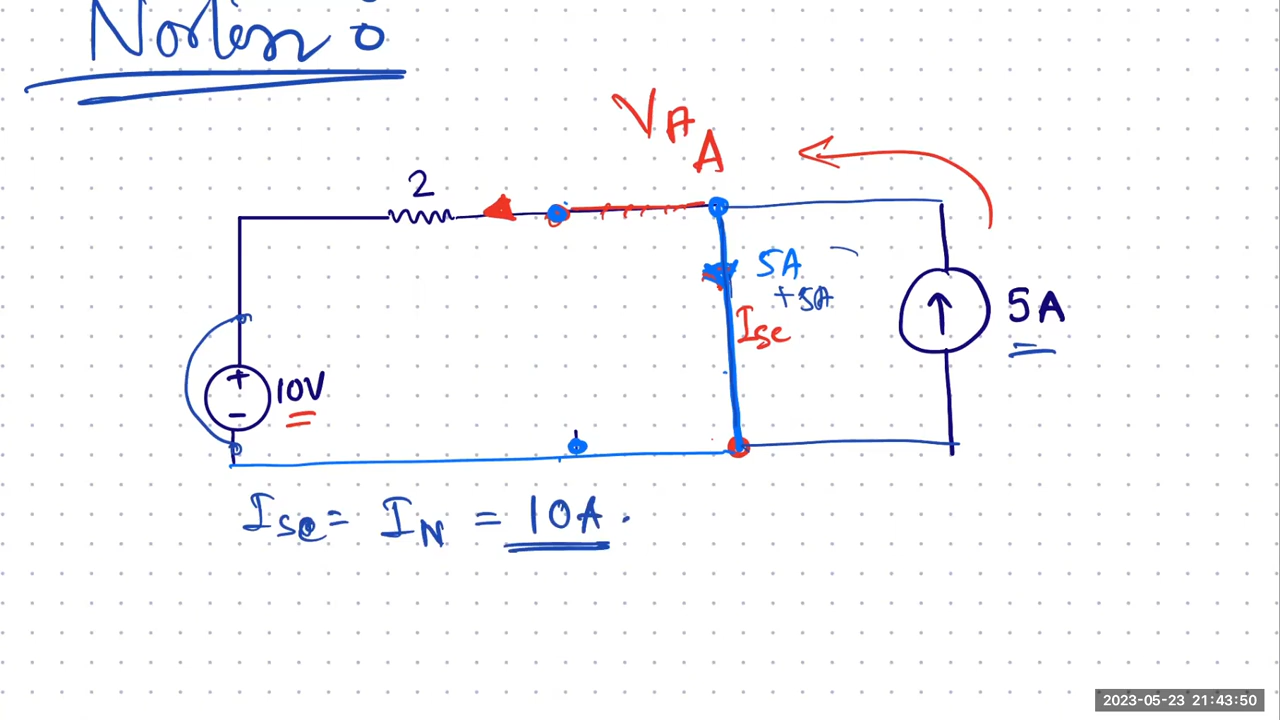 Norton :
VA
A
2
5A
+5A
Isc
5A
10V
+
-
Isc = IN = 10A.
2023-05-23 21:43:50